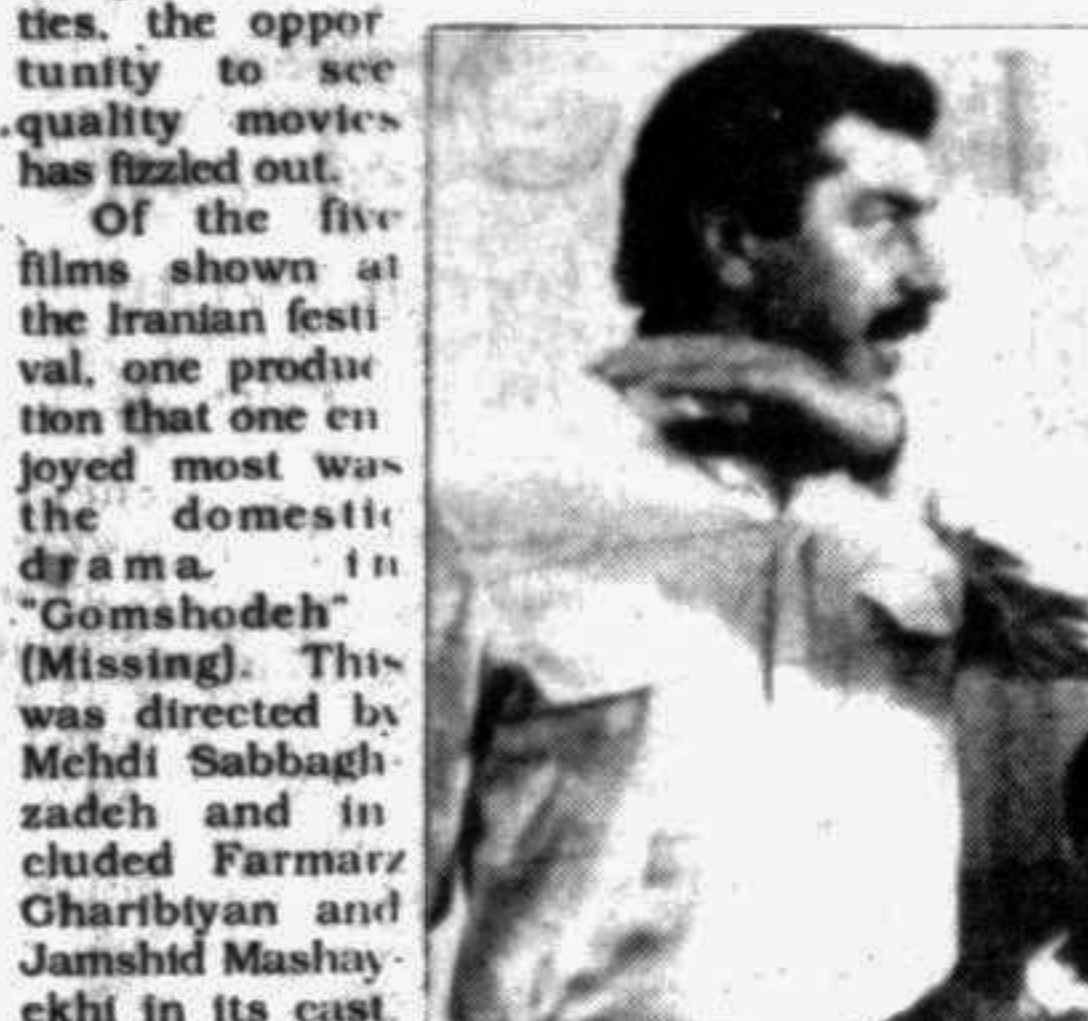 ties, the oppor
tunity to see
quality movies
has fizzled out.
Of the five
films shown at
the Iranian festi
val, one produc
tion that one en
joyed most was
the domestic
drama in
"Gomshodeh"
(Missing). This
was directed by
Mehdi Sabbagh-
zadeh and in
cluded Farmarz
Gharibiyan and
Jamshid Mashay-
ekhi in its cast.